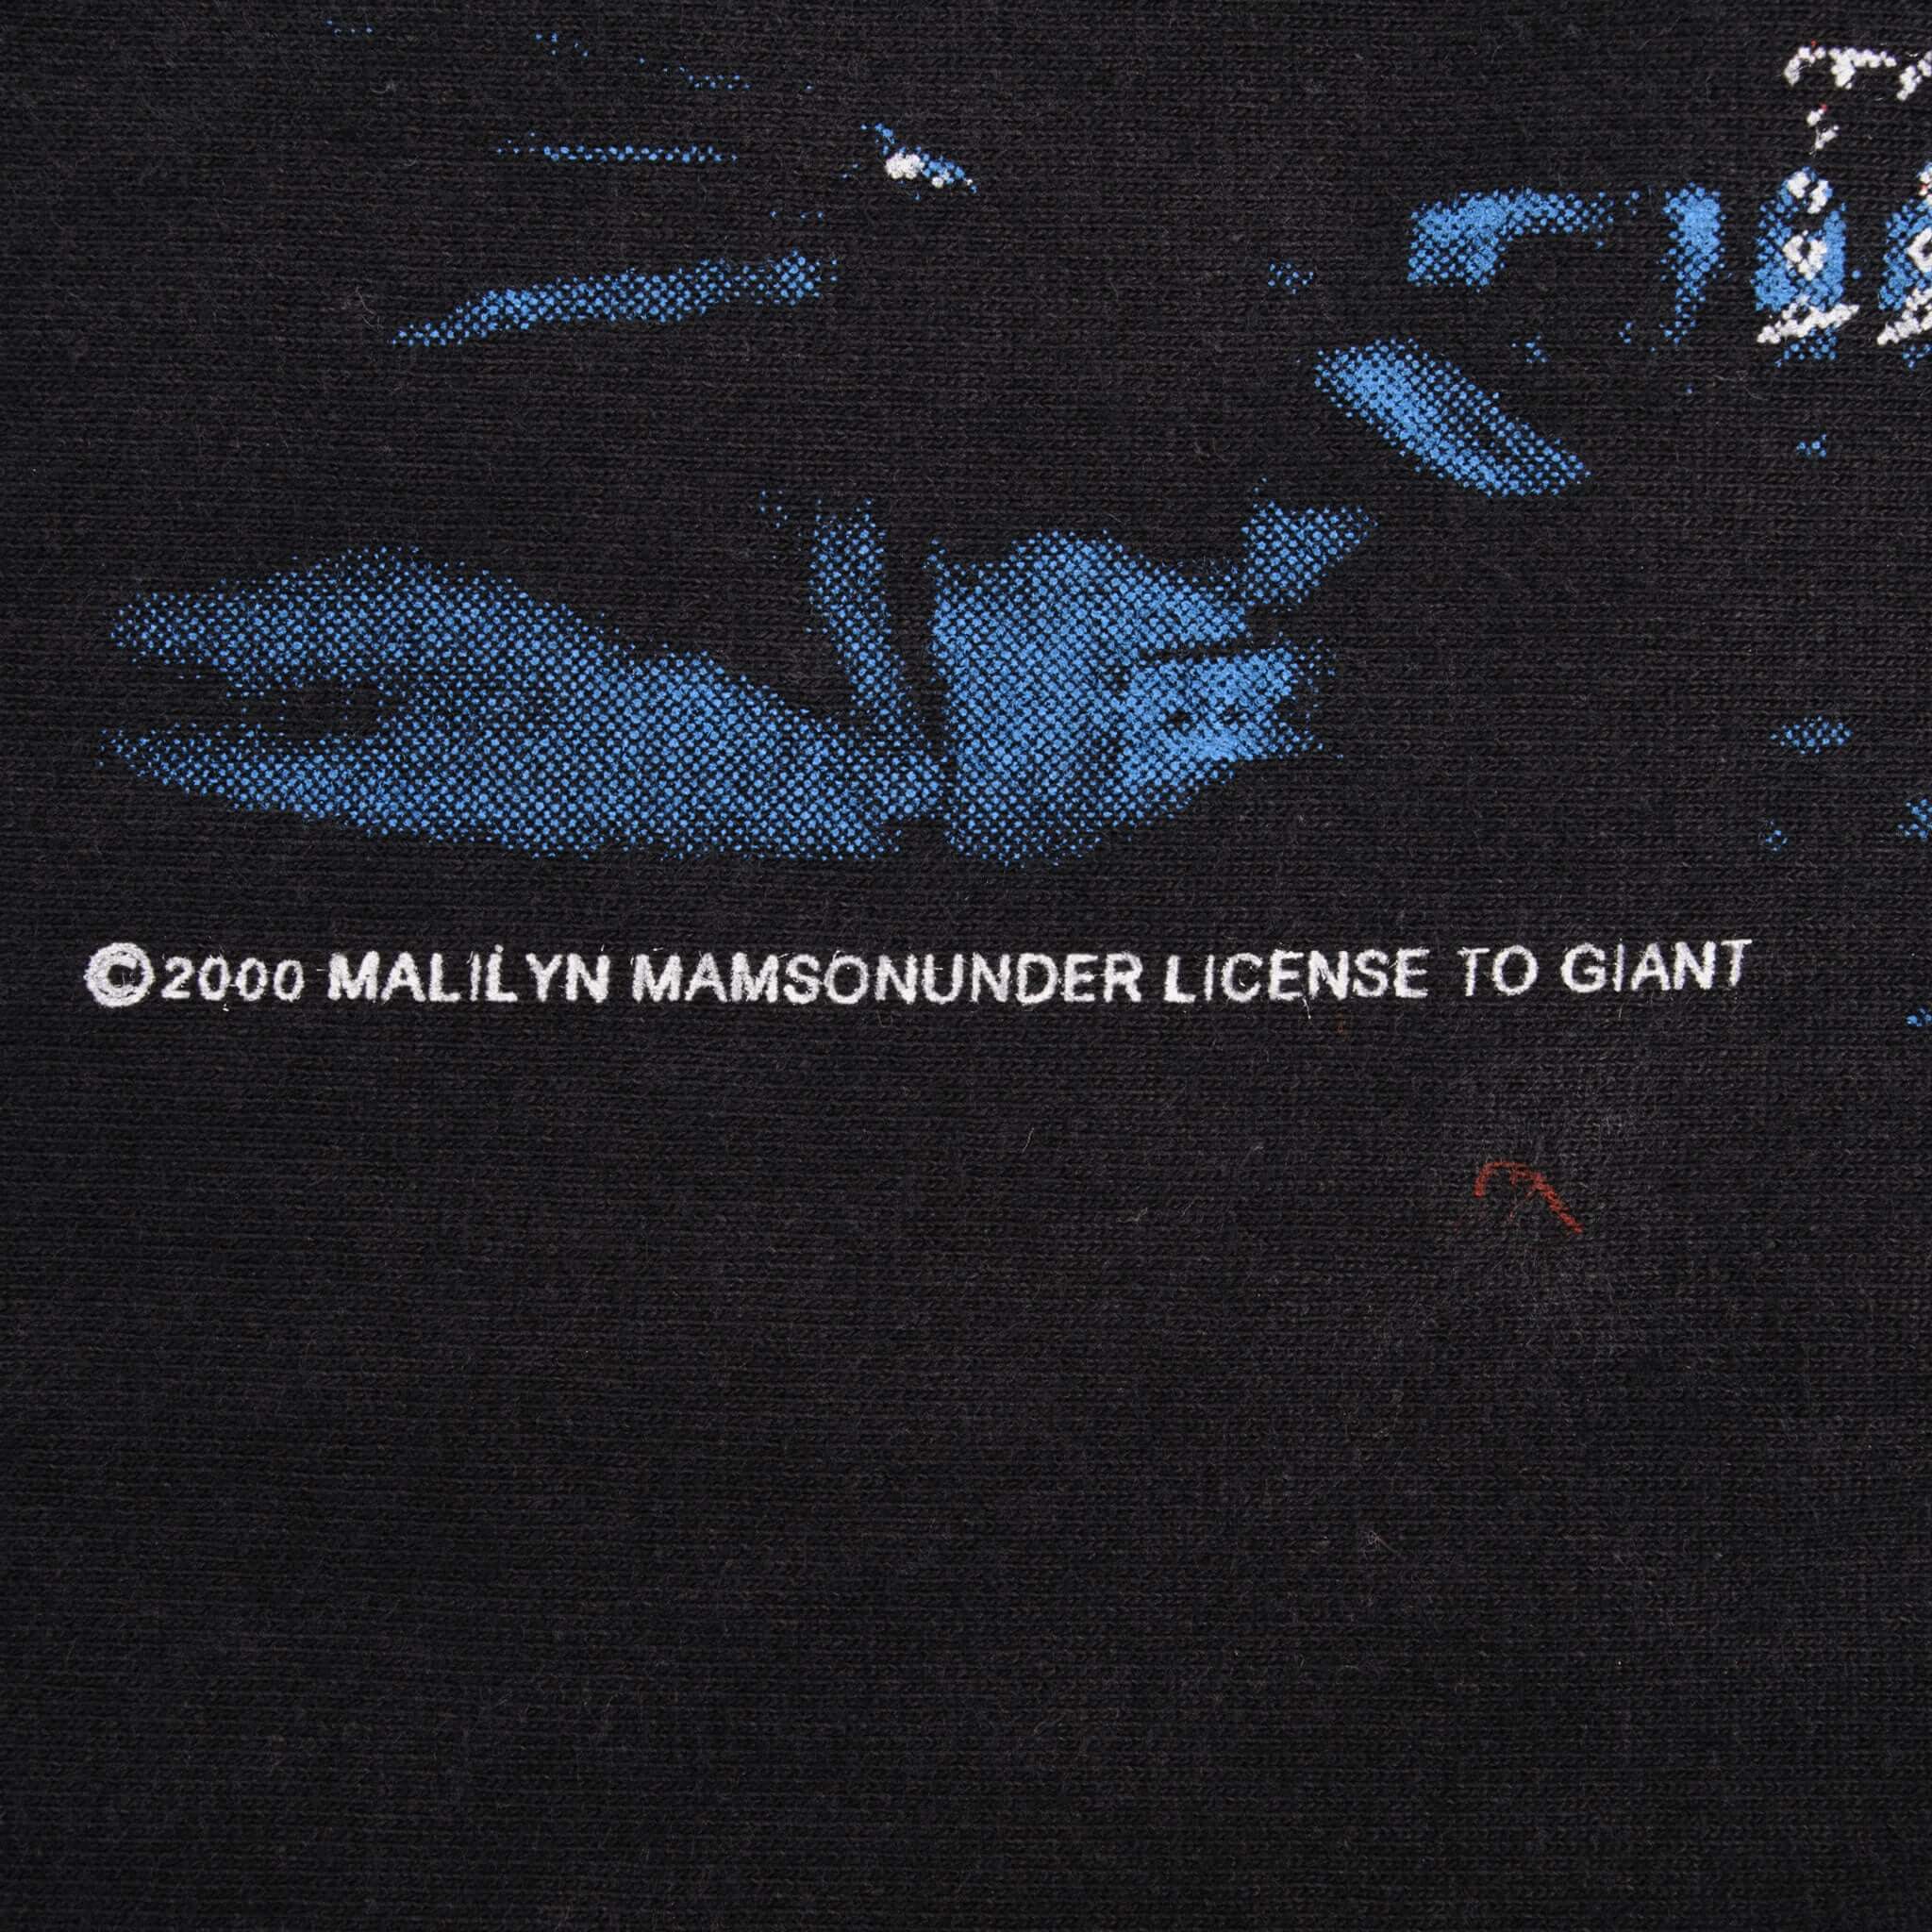 ©2000 MALILYN MAMSONUNDER LICENSE TO GIANT